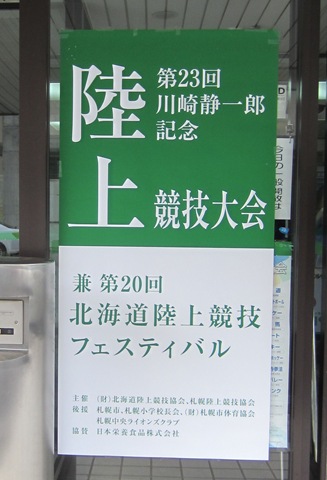 第23回
川崎静一郎
記念
陸上
競技大会
兼 第20回
北海道陸上競技
フェスティバル
主催 (財)北海道陸上競技協会、札幌陸上競技協会
後援 札幌市、札幌小学校長会、(財)札幌市体育協会
札幌中央ライオンズクラブ
協賛 日本栄養食品株式会社